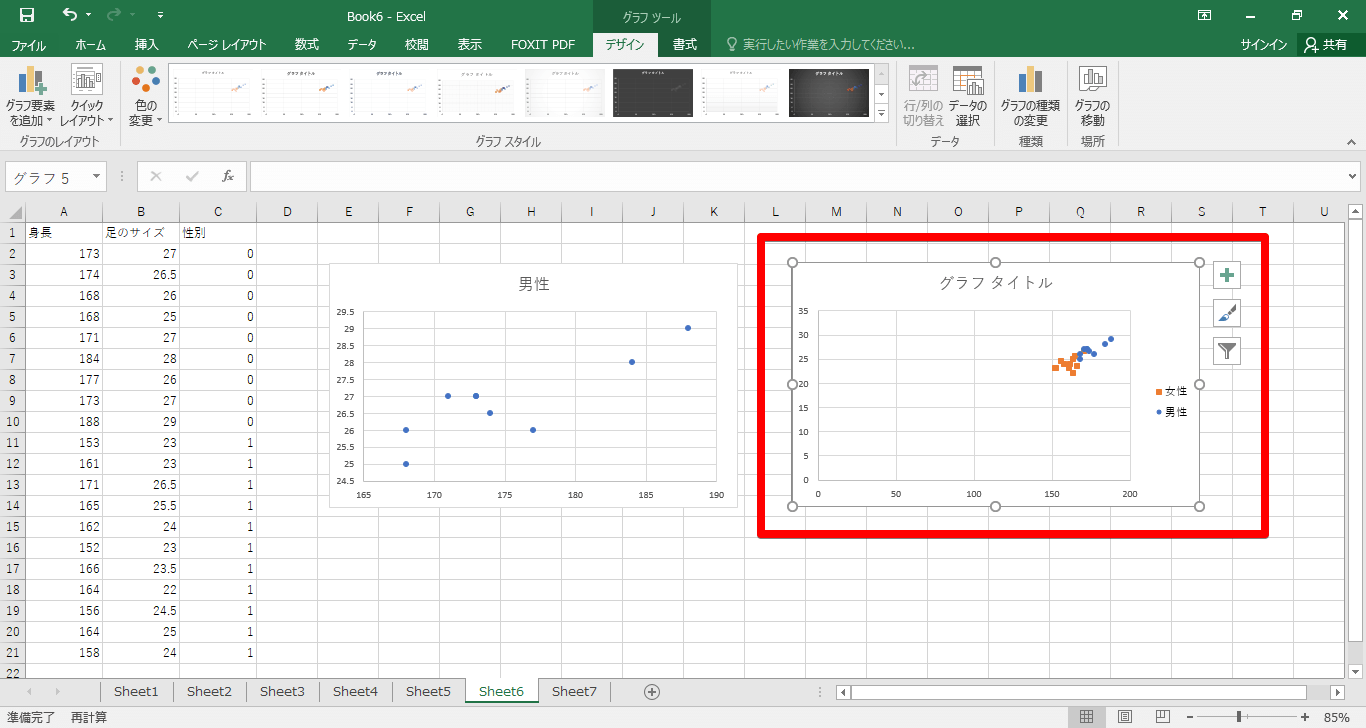 Book6 - Excel
グラフ ツール
ファイル ホーム 挿入 ページ レイアウト 数式 データ 校閲 表示 FOXIT PDF デザイン 書式 実行したい作業を入力してください... サインイン 共有
グラフ要素を追加
クイックレイアウト
色の変更
グラフ タイトル
行/列の切り替え
データの選択
グラフの種類の変更
グラフの移動
グラフのレイアウト グラフ スタイル データ 種類 場所
グラフ 5 fx
A B C D E F G H I J K L M N O P Q R S T U
1 身長 足のサイズ 性別
2 173 27 0
3 174 26.5 0
4 168 26 0
5 168 25 0
6 171 27 0
7 184 28 0
8 177 26 0
9 173 27 0
10 188 29 0
11 153 23 1
12 161 23 1
13 171 26.5 1
14 165 25.5 1
15 162 24 1
16 152 23 1
17 166 23.5 1
18 164 22 1
19 156 24.5 1
20 164 25 1
21 158 24 1
22
男性
29.5
29
28.5
28
27.5
27
26.5
26
25.5
25
24.5
165 170 175 180 185 190
グラフ タイトル
35
30
25
20
15
10
5
0
0 50 100 150 200
女性
男性
Sheet1 Sheet2 Sheet3 Sheet4 Sheet5 Sheet6 Sheet7
準備完了 再計算 85%